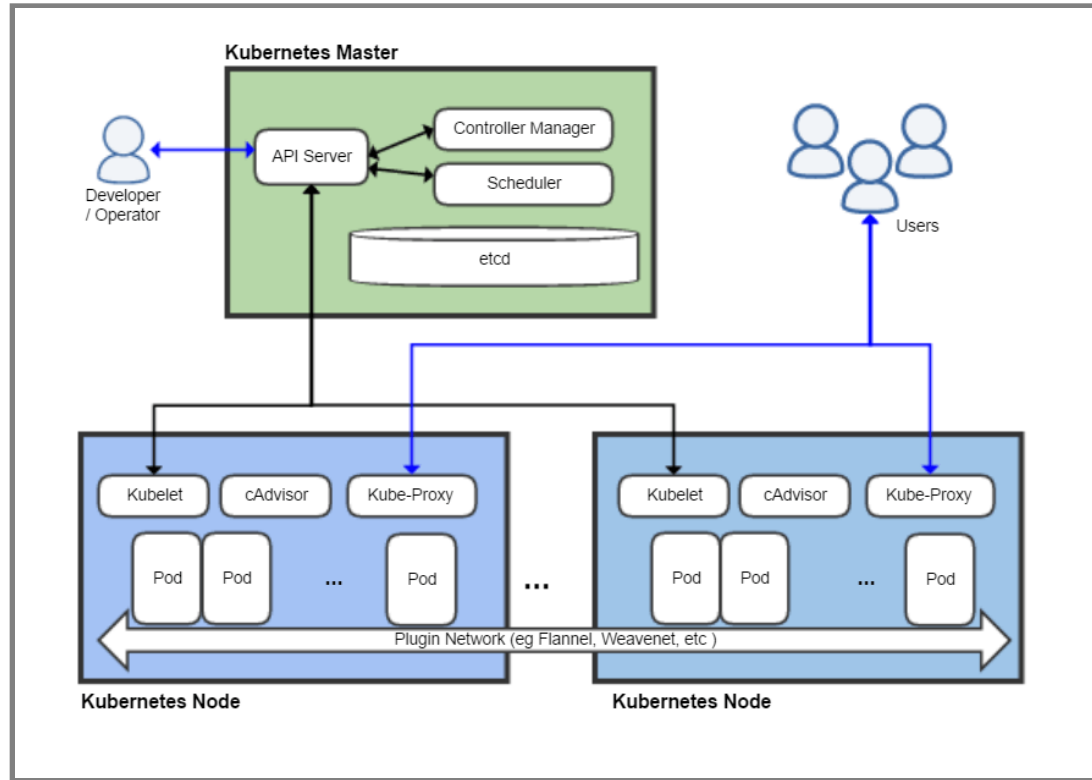 Kubernetes Master
Developer
/ Operator
API Server
Controller Manager
Scheduler
etcd
Users
Kubelet
cAdvisor
Kube-Proxy
Pod
Pod
...
Pod
...
Kubelet
cAdvisor
Kube-Proxy
Pod
Pod
...
Pod
Plugin Network (eg Flannel, Weavenet, etc )
Kubernetes Node
Kubernetes Node